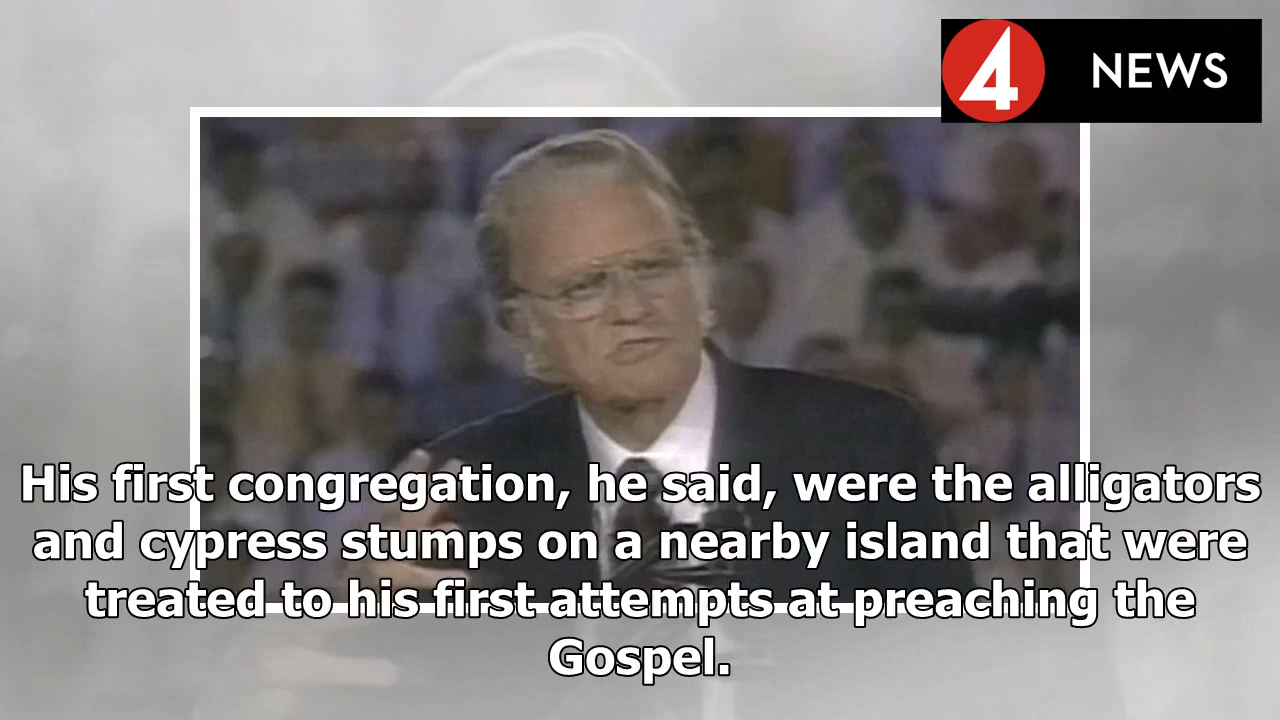 4 NEWS
His first congregation, he said, were the alligators
and cypress stumps on a nearby island that were
treated to his first attempts at preaching the
Gospel.